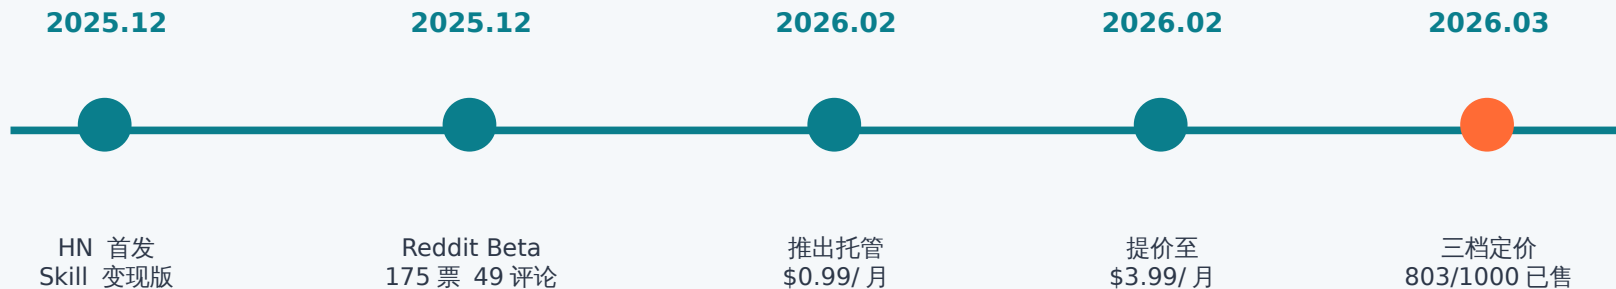 2025.12
2025.12
2026.02
2026.02
2026.03
HN 首发
Skill 变现版
Reddit Beta
175 票 49 评论
推出托管
$0.99/ 月
提价至
$3.99/ 月
三档定价
803/1000 已售